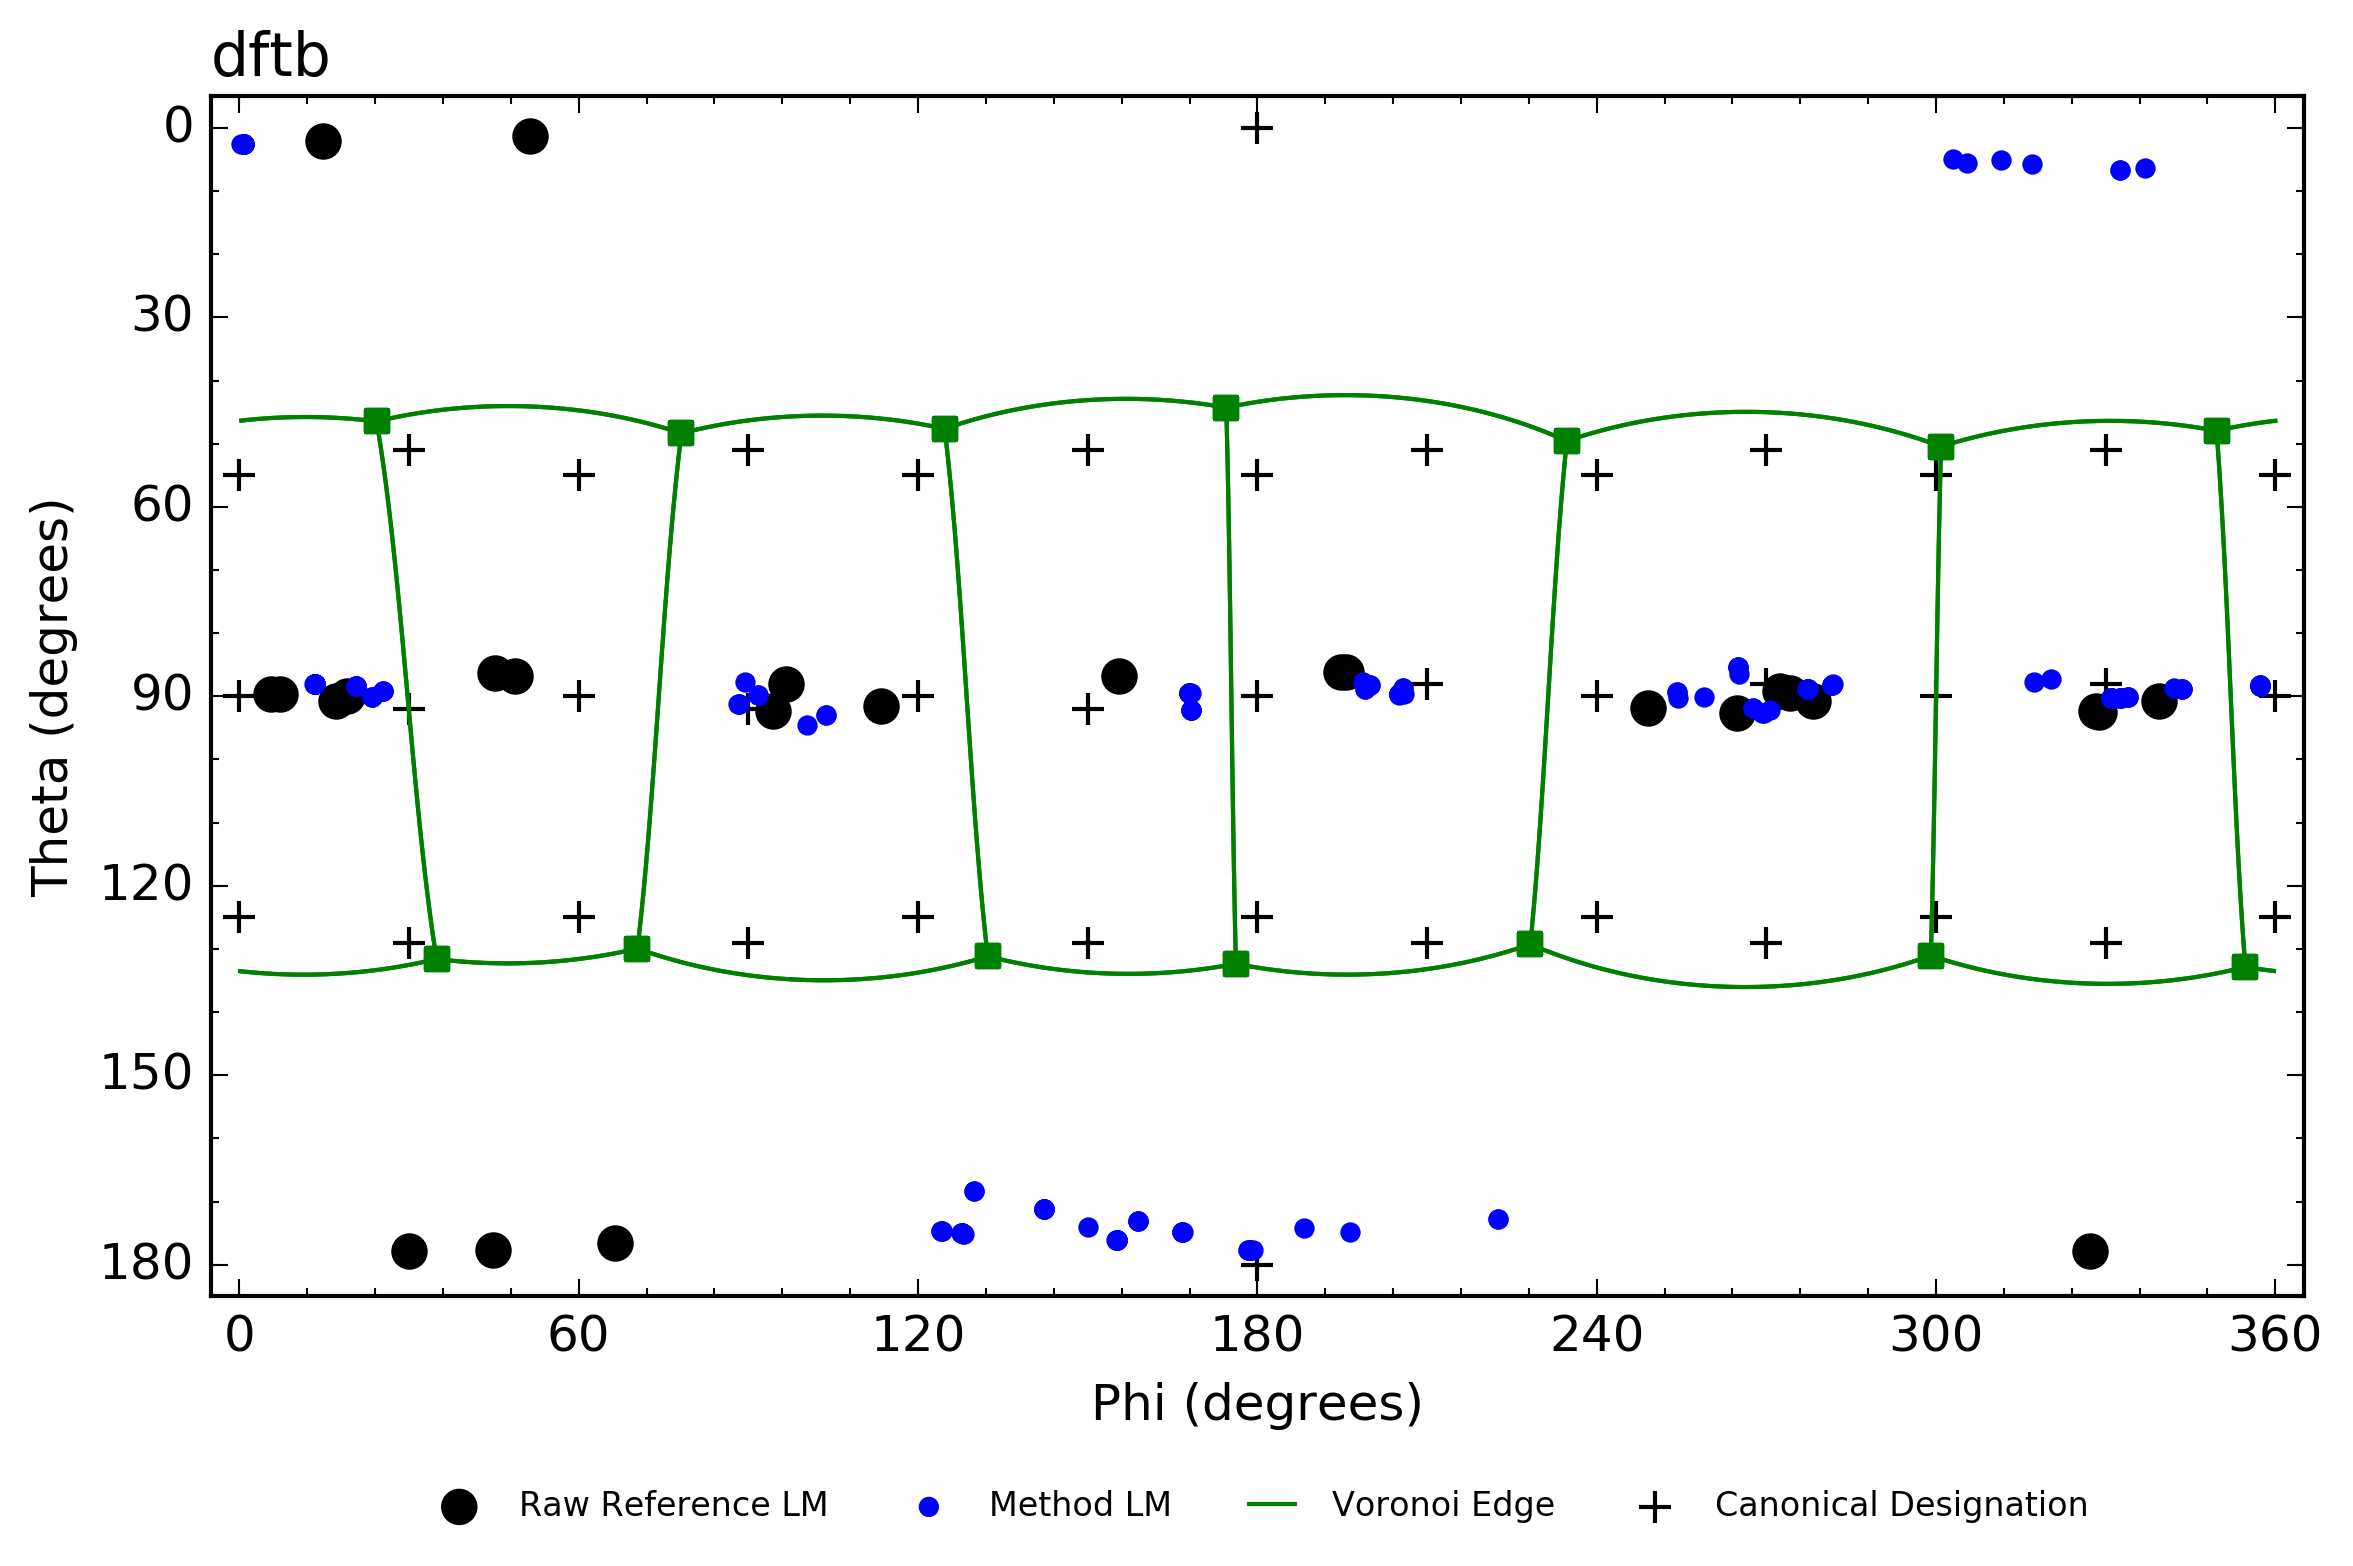 dftb
0
30
60
90
120
150
180
Theta (degrees)
0 60 120 180 240 300 360
Phi (degrees)
Raw Reference LM Method LM Voronoi Edge Canonical Designation